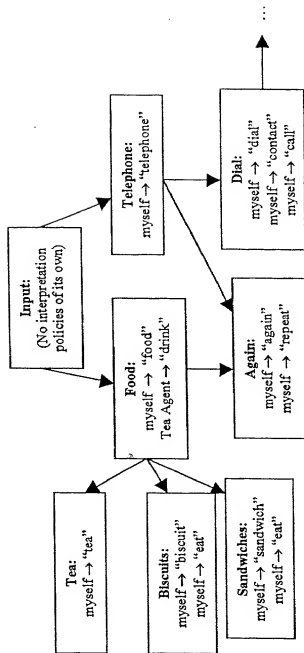 Input:
(No interpretation
policies of its own)
Food:
myself → "food"
Tea Agent → "drink"
Telephone:
myself → "telephone"
Tea:
myself → "tea"
Biscuits:
myself → "biscuit"
myself → "eat"
Sandwiches:
myself → "sandwich"
myself → "eat"
Again:
myself → "again"
myself → "repeat"
Dial:
myself → "dial"
myself → "contact"
myself → "call"
...